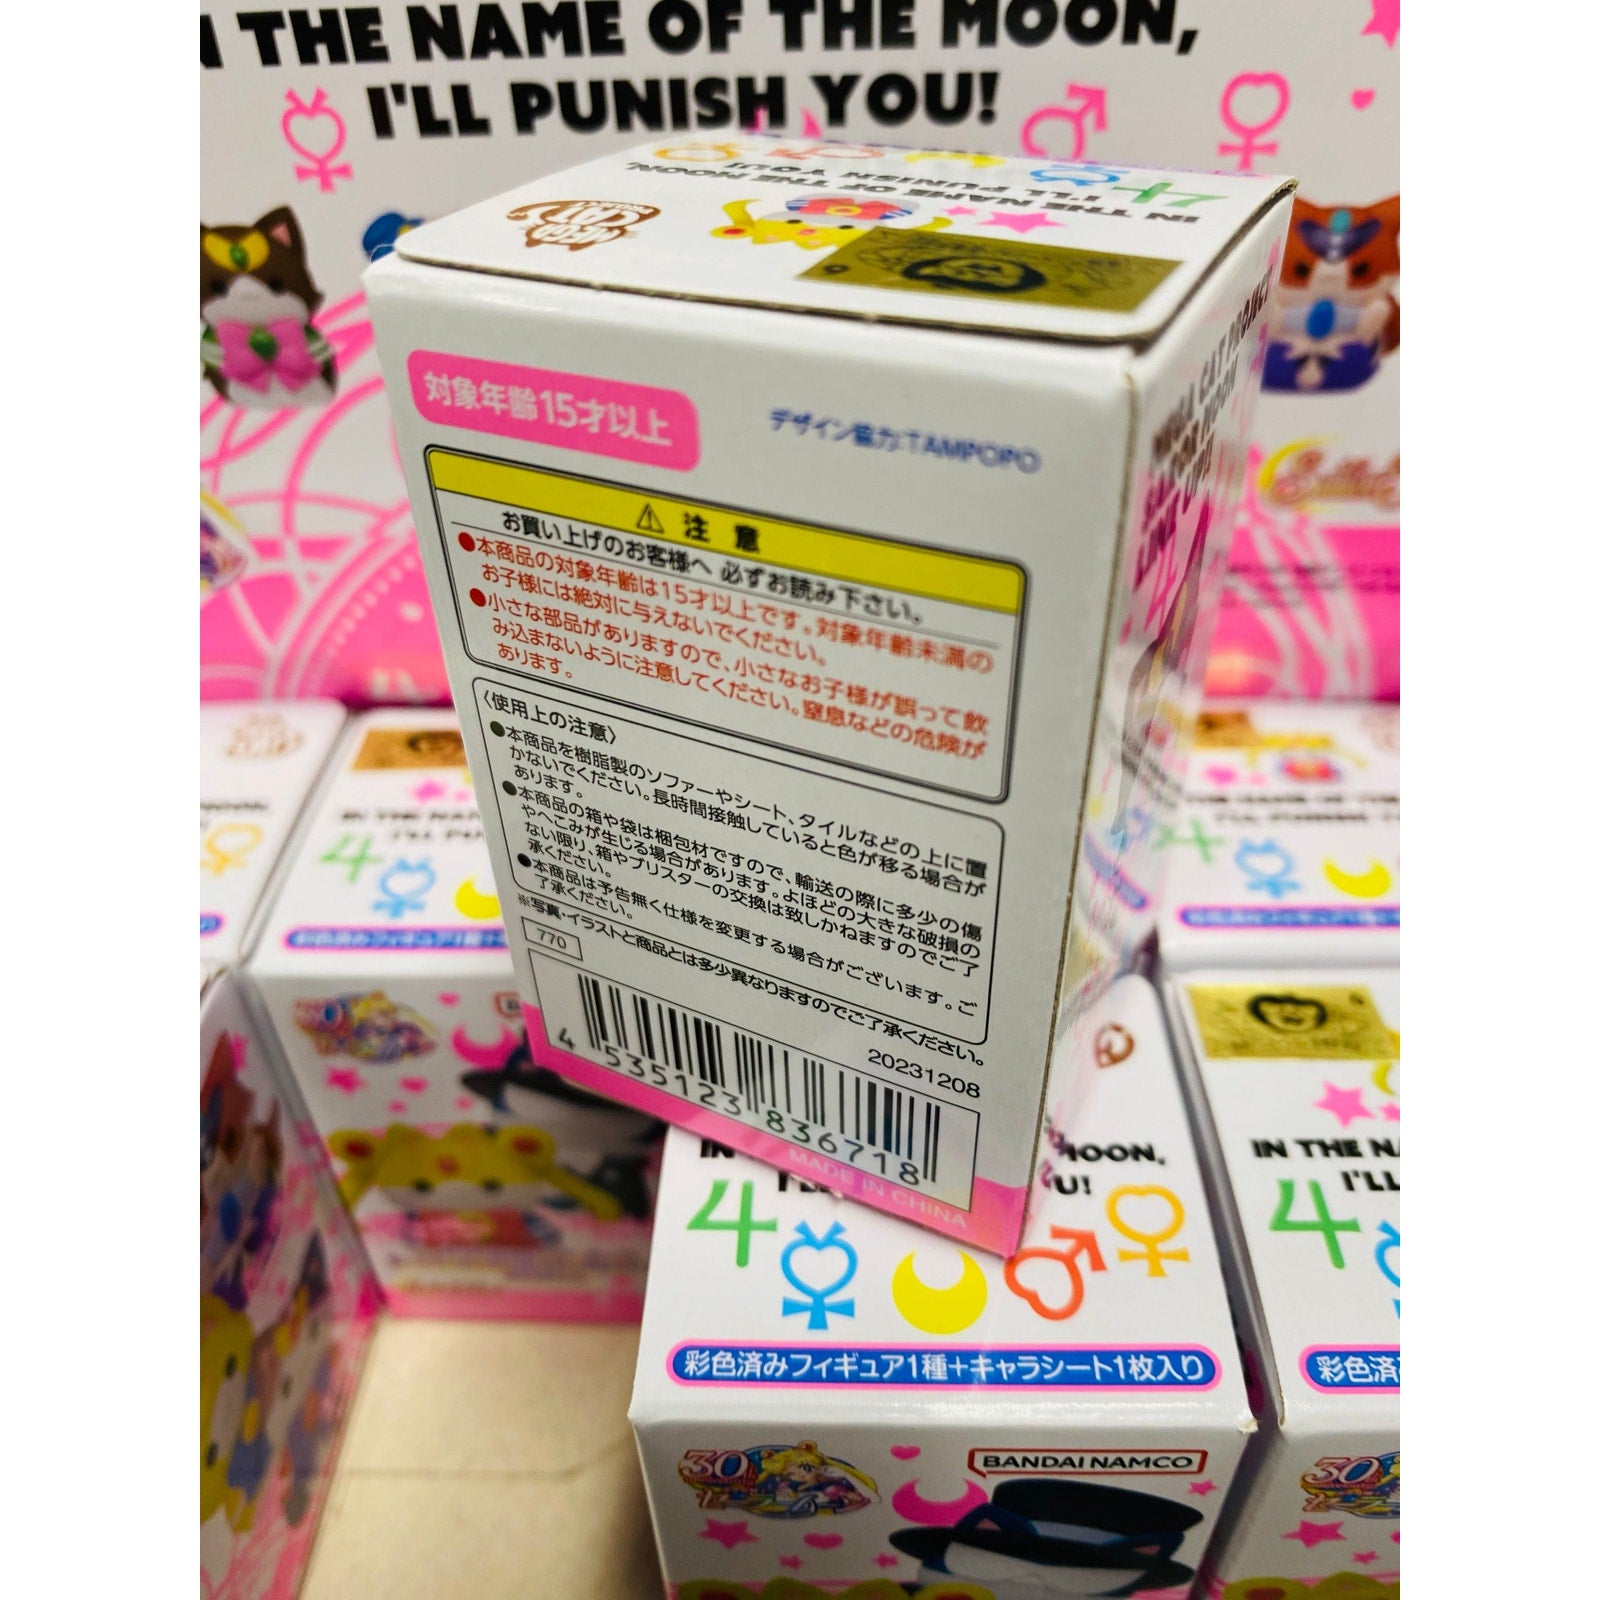 IN THE NAME OF THE MOON,
I'LL PUNISH YOU!
IN THE NAME OF THE MOON,
I'LL PUNISH YOU!
MEGA
CAT
PROJECT
対象年齢15才以上
デザイン協力:TAMPOPO
⚠ 注 意
お買い上げのお客様へ 必ずお読み下さい。
●本商品の対象年齢は15才以上です。対象年齢未満の
お子様には絶対に与えないでください。
●小さな部品がありますので、小さなお子様が誤って飲
み込まないように注意してください。窒息などの危険が
あります。
〈使用上の注意〉
●本商品を樹脂製のソファーやシート、タイルなどの上に置
かないでください。長時間接触していると色が移る場合が
あります。
●本商品の箱や袋は梱包材ですので、輸送の際に多少の傷
やへこみが生じる場合があります。よほどの大きな破損の
ない限り、箱やブリスターの交換は致しかねますのでご了
承ください。
●本商品は予告無く仕様を変更する場合がございます。ご
了承ください。
※写真・イラストと商品とは多少異なりますのでご了承ください。
770
20231208
4 535123 836718
MADE IN CHINA
彩色済みフィギュア1種+キャラシート1枚入り
30
BANDAI NAMCO
IN THE NA
I'LL
彩色済
30